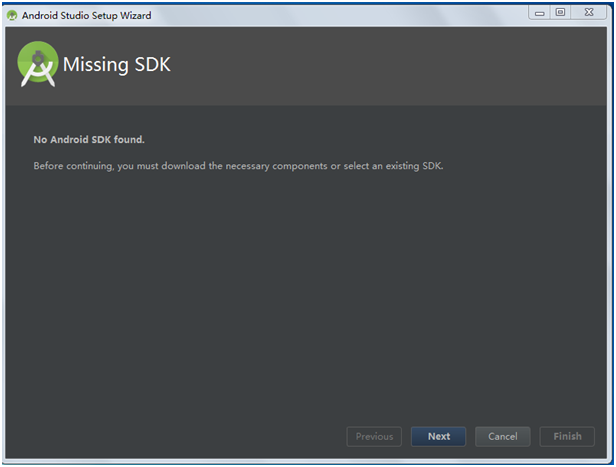 Android Studio Setup Wizard
Missing SDK
No Android SDK found.
Before continuing, you must download the necessary components or select an existing SDK.
Previous Next Cancel Finish